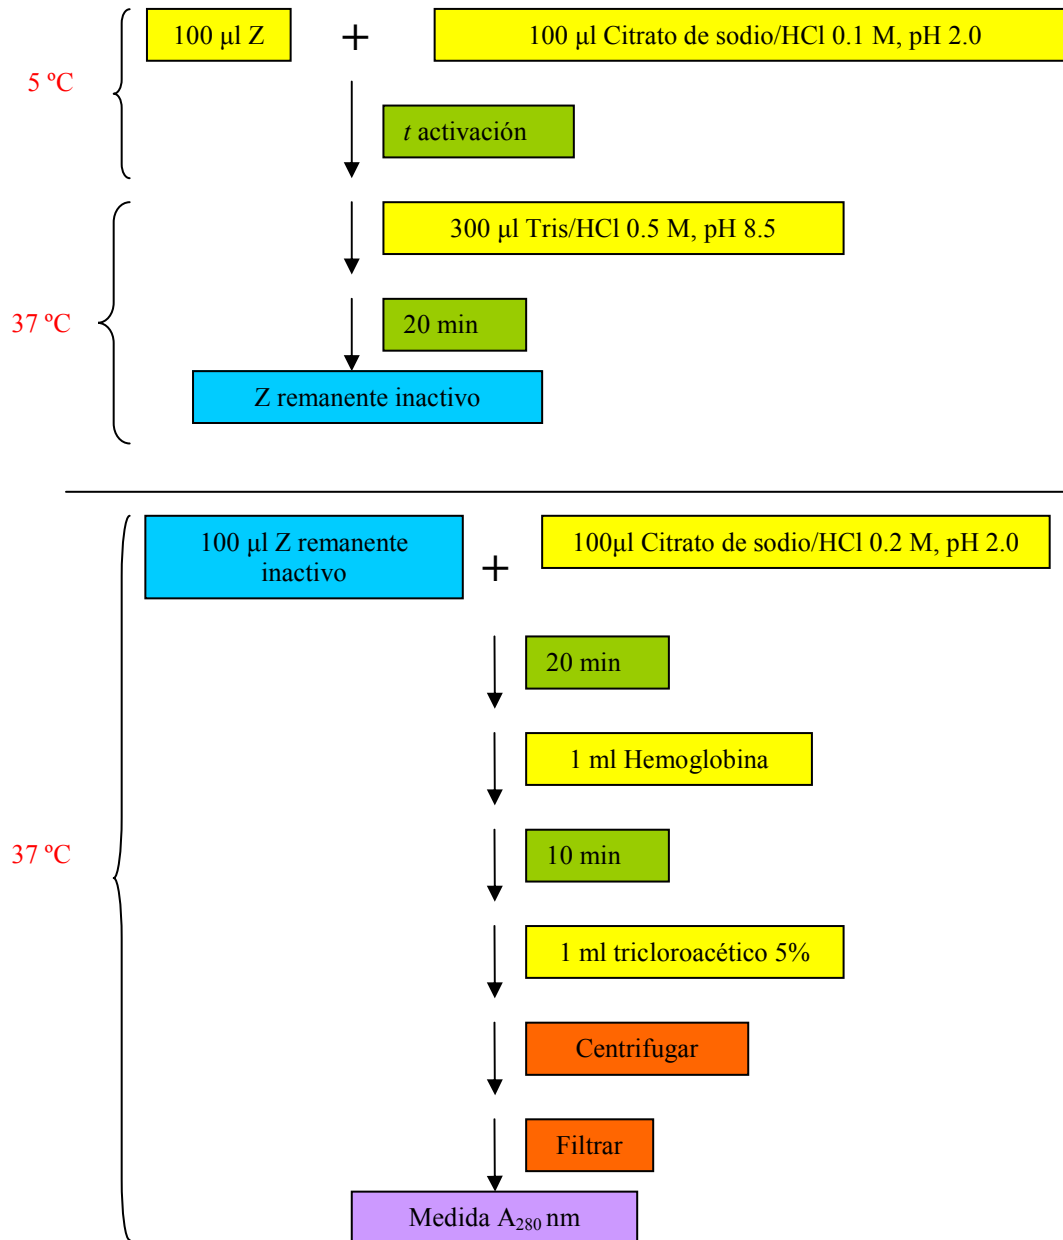 100 µl Z + 100 µl Citrato de sodio/HCl 0.1 M, pH 2.0
5 ºC
t activación
300 µl Tris/HCl 0.5 M, pH 8.5
37 ºC
20 min
Z remanente inactivo
100 µl Z remanente
inactivo
+
100µl Citrato de sodio/HCl 0.2 M, pH 2.0
20 min
1 ml Hemoglobina
37 ºC
10 min
1 ml tricloroacético 5%
Centrifugar
Filtrar
Medida A280 nm